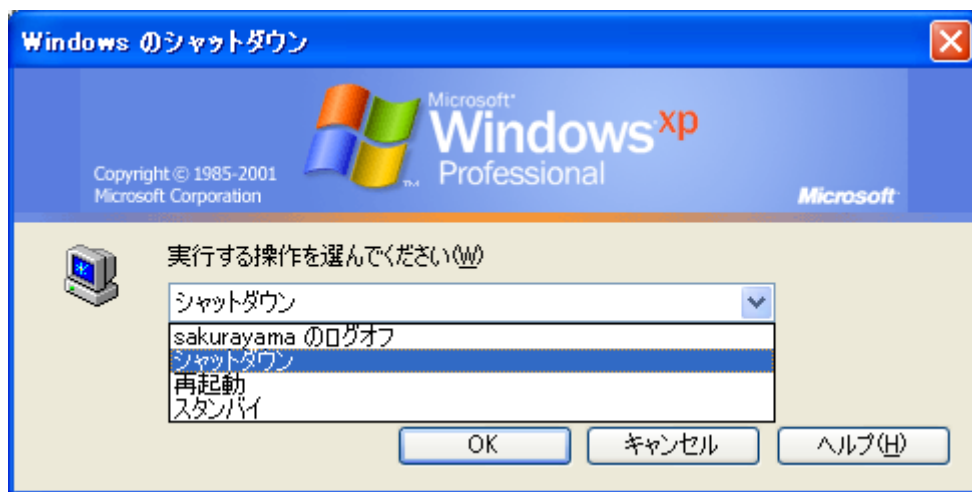 Windows のシャットダウン
Microsoft
Windows xp
Professional
Copyright © 1985-2001
Microsoft Corporation
Microsoft
実行する操作を選んでください(W)
シャットダウン
sakurayama のログオフ
シャットダウン
再起動
スタンバイ
OK キャンセル ヘルプ(H)